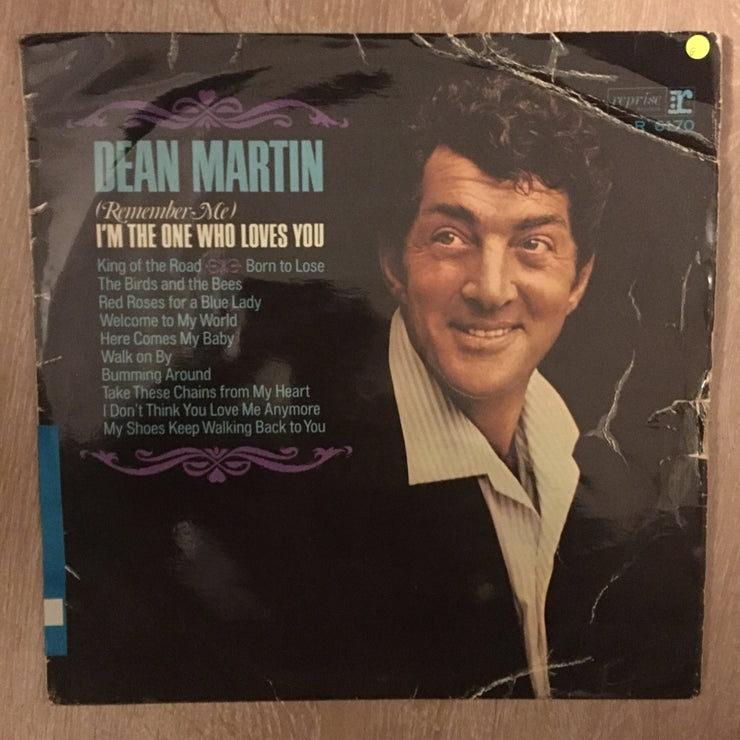 reprise
R 6170
DEAN MARTIN
(Remember Me)
I'M THE ONE WHO LOVES YOU
King of the Road Born to Lose
The Birds and the Bees
Red Roses for a Blue Lady
Welcome to My World
Here Comes My Baby
Walk on By
Bumming Around
Take These Chains from My Heart
I Don't Think You Love Me Anymore
My Shoes Keep Walking Back to You